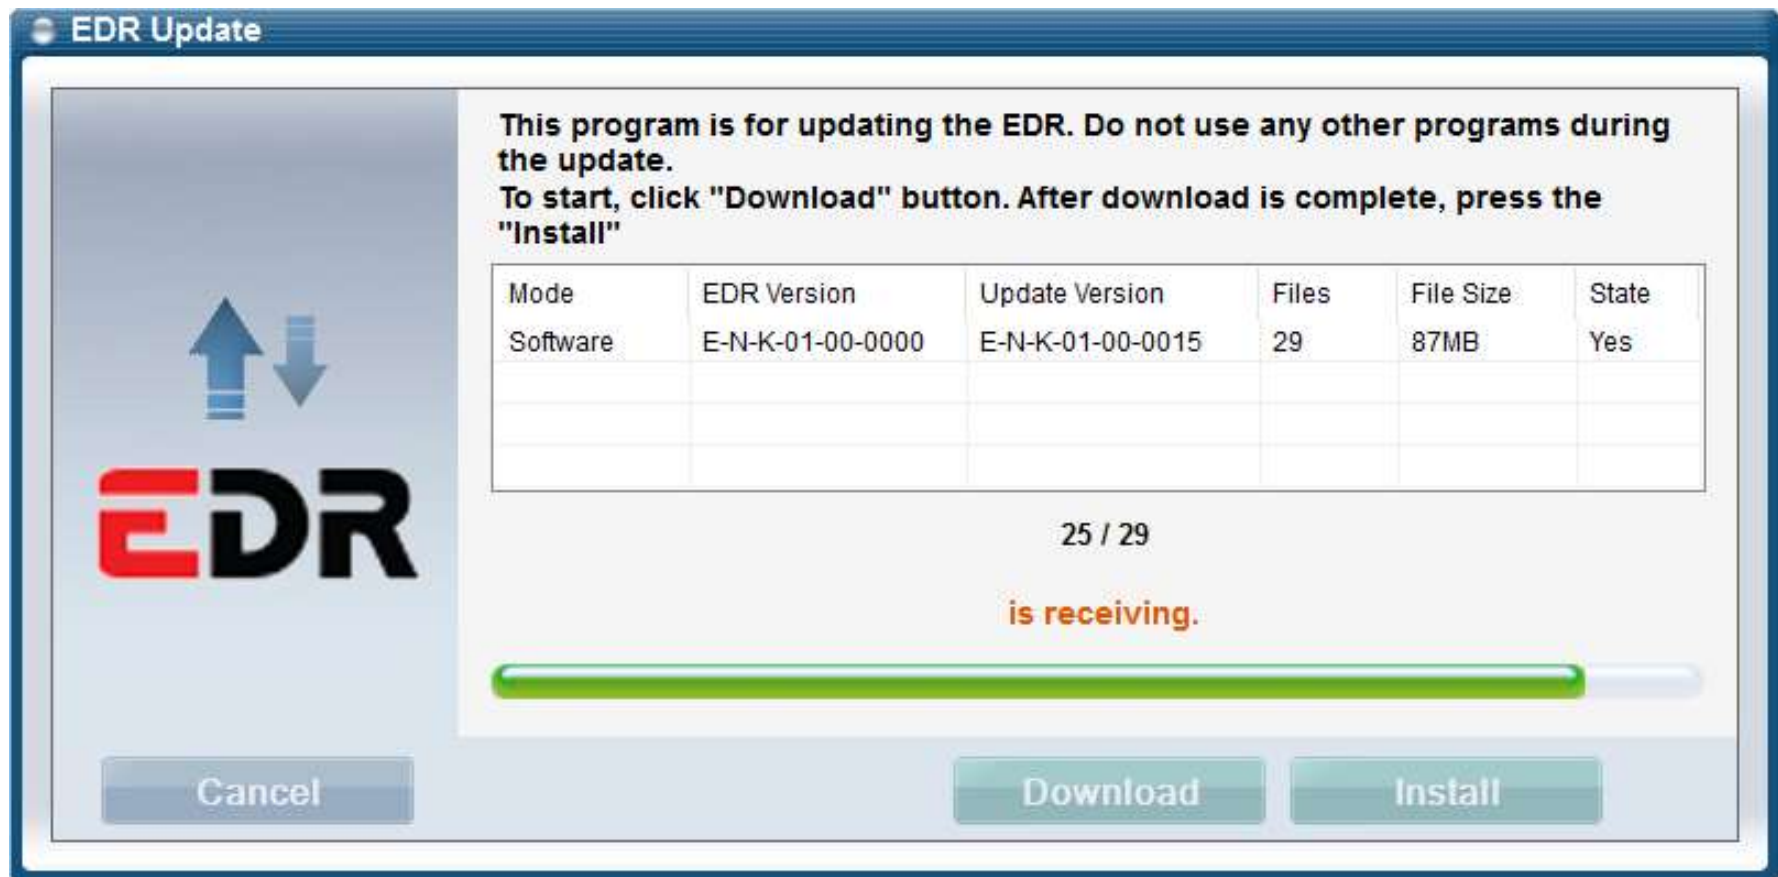 EDR Update
This program is for updating the EDR. Do not use any other programs during
the update.
To start, click "Download" button. After download is complete, press the
"Install"
Mode EDR Version Update Version Files File Size State
Software E-N-K-01-00-0000 E-N-K-01-00-0015 29 87MB Yes
EDR
25 / 29
is receiving.
Cancel Download Install